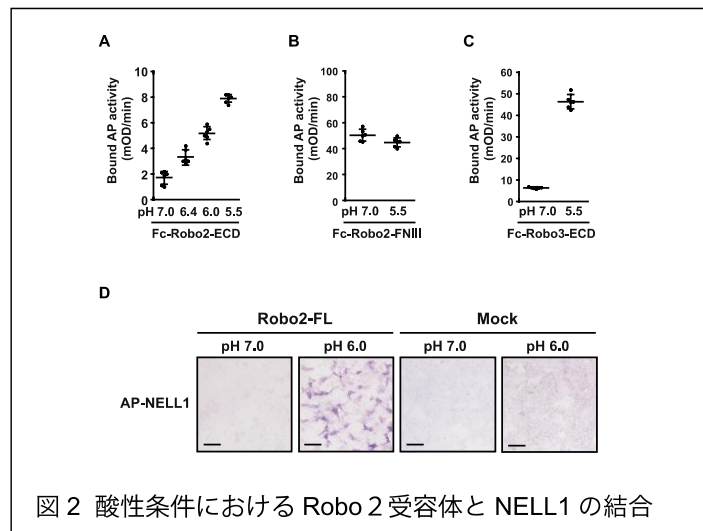 A
Bound AP activity
(mOD/min)
10
8
6
4
2
0
pH 7.0 6.4 6.0 5.5
Fc-Robo2-ECD
B
Bound AP activity
(mOD/min)
100
80
60
40
20
0
pH 7.0 5.5
Fc-Robo2-FNIII
C
Bound AP activity
(mOD/min)
60
50
40
30
20
10
0
pH 7.0 5.5
Fc-Robo3-ECD
D
Robo2-FL Mock
pH 7.0 pH 6.0 pH 7.0 pH 6.0
AP-NELL1
図 2 酸性条件における Robo 2 受容体と NELL1 の結合